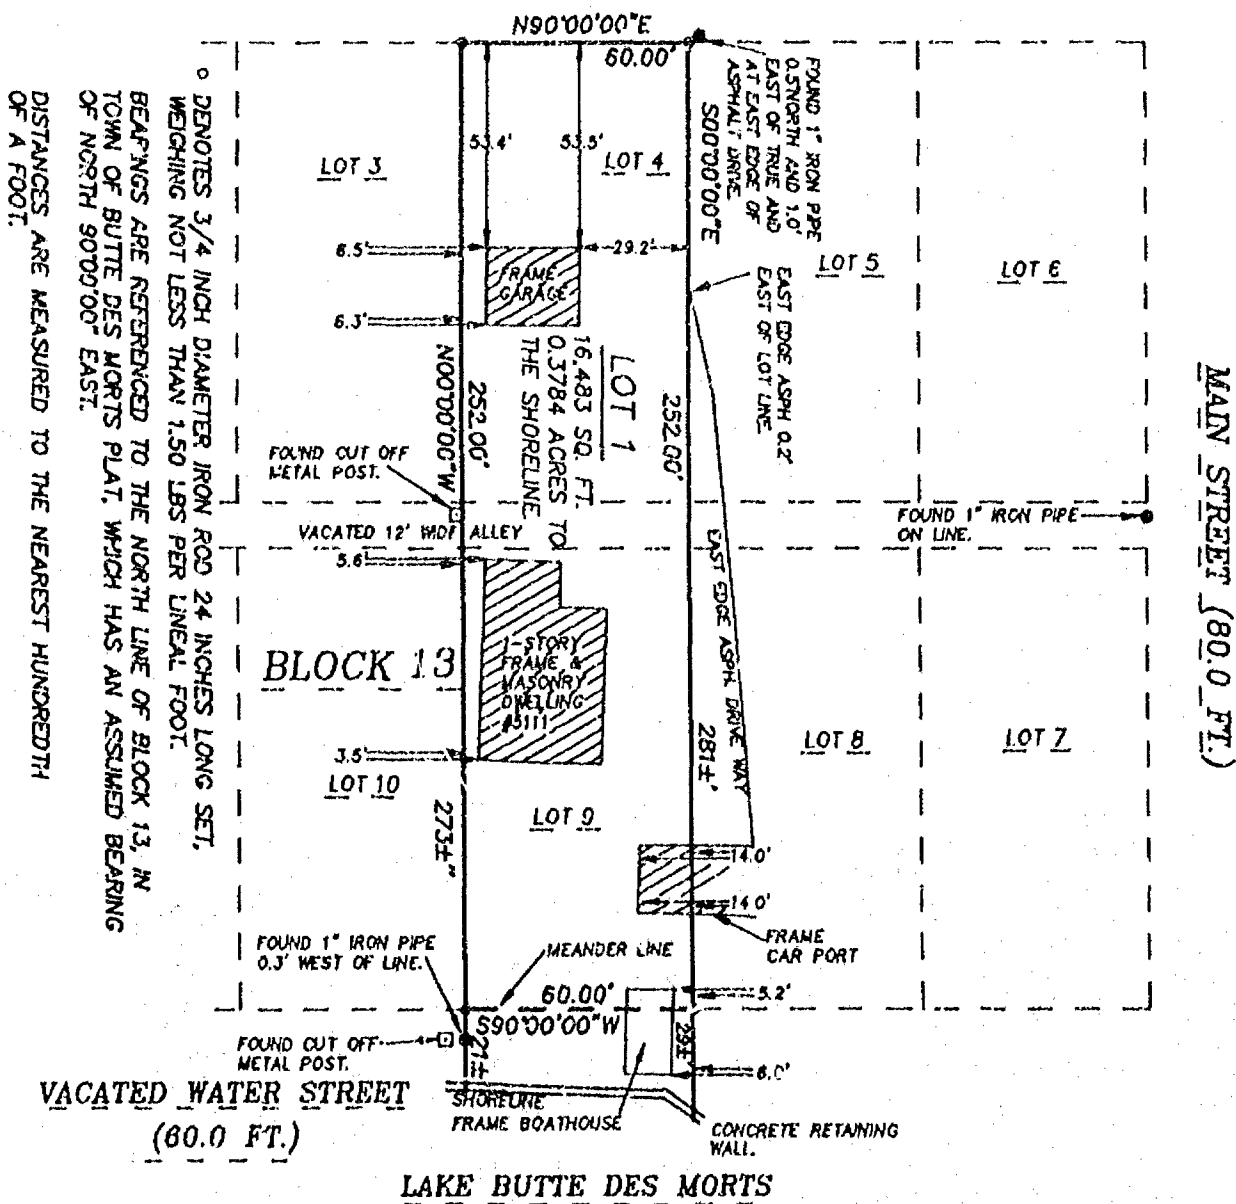 N90°00'00"E
60.00'
FOUND 1" IRON PIPE
0.5'NORTH AND 1.0'
EAST OF TRUE AND
AT EAST EDGE OF
ASPHALT DRIVE
S00°00'00"E
53.4'
53.5'
LOT 3
LOT 4
29.2'
6.5'
FRAME
GARAGE
6.3'
LOT 5
LOT 6
EAST EDGE ASPH 0.2'
EAST OF LOT LINE
LOT 1
16,483 SQ. FT.
0.3784 ACRES TO
THE SHORELINE
252.00'
N00°00'00"W
252.00'
MAIN STREET (80.0 FT.)
° DENOTES 3/4 INCH DIAMETER IRON ROD 24 INCHES LONG SET,
WEIGHING NOT LESS THAN 1.50 LBS PER LINEAL FOOT.
BEARINGS ARE REFERENCED TO THE NORTH LINE OF BLOCK 13, IN
TOWN OF BUTTE DES MORTS PLAT, WHICH HAS AN ASSUMED BEARING
OF NORTH 90°00'00" EAST.
DISTANCES ARE MEASURED TO THE NEAREST HUNDREDTH
OF A FOOT.
FOUND CUT OFF
METAL POST.
VACATED 12' WIDE ALLEY
FOUND 1" IRON PIPE
ON LINE.
5.6'
EAST EDGE ASPH DRIVE WAY
BLOCK 13
1-STORY
FRAME &
MASONRY
DWELLING
#5111
3.5'
LOT 10
LOT 9
LOT 8
LOT 7
281±'
273±'
14.0'
14.0'
FRAME
CAR PORT
FOUND 1" IRON PIPE
0.3' WEST OF LINE.
MEANDER LINE
60.00'
S90°00'00"W
5.2'
29±'
21±
6.0'
FOUND CUT OFF
METAL POST.
VACATED WATER STREET
(60.0 FT.)
SHORELINE
FRAME BOATHOUSE
CONCRETE RETAINING
WALL.
LAKE BUTTE DES MORTS